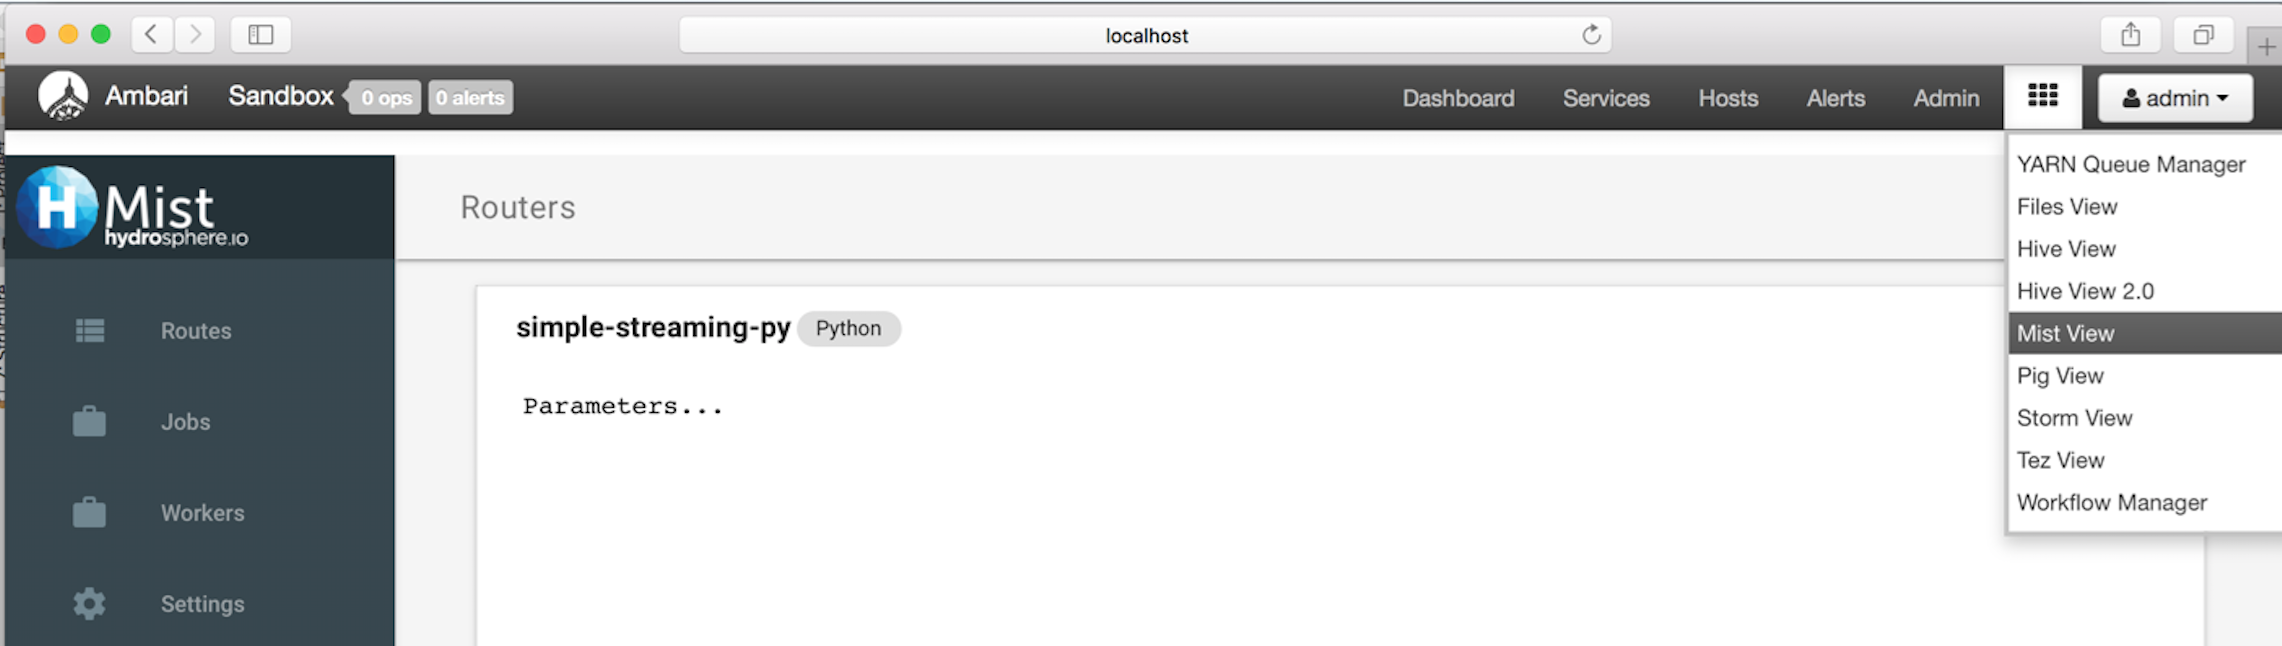 localhost
Ambari Sandbox 0 ops 0 alerts Dashboard Services Hosts Alerts Admin admin
YARN Queue Manager
Files View
Hive View
Hive View 2.0
Mist View
Pig View
Storm View
Tez View
Workflow Manager
H Mist
hydrosphere.io
Routes
Jobs
Workers
Settings
Routers
simple-streaming-py Python
Parameters...